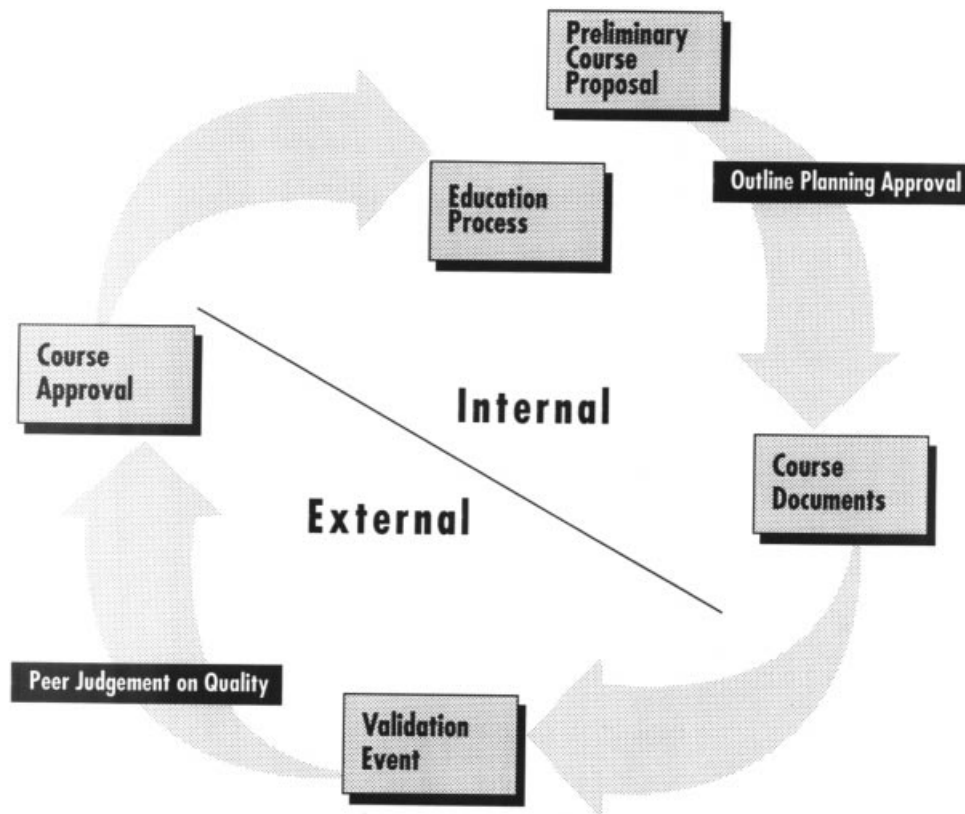 Preliminary
Course
Proposal
Outline Planning Approval
Education
Process
Course
Approval
Internal
Course
Documents
External
Peer Judgement on Quality
Validation
Event